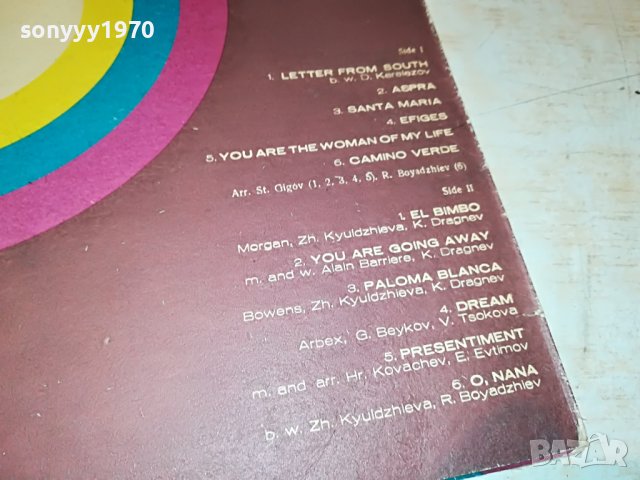 sonyyy1970
Side I
1. LETTER FROM SOUTH
b. w. D. Kerelezov
2. ASPRA
3. SANTA MARIA
4. EFIGES
5. YOU ARE THE WOMAN OF MY LIFE
6. CAMINO VERDE
Arr. St. Gigov (1, 2, 3, 4, 5), R. Boyadzhiev (6)
Side II
1. EL BIMBO
Morgan, Zh. Kyuldzhieva, K. Dragnev
2. YOU ARE GOING AWAY
m. and w. Alain Barriere, K. Dragnev
3. PALOMA BLANCA
Bowens, Zh. Kyuldzhieva, K. Dragnev
4. DREAM
Arbex, G. Beykov, V. Tsokova
5. PRESENTIMENT
m. and arr. Hr. Kovachev, E. Evtimov
6. O, NANA
b. w. Zh. Kyuldzhieva, R. Boyadzhiev
BAZAR